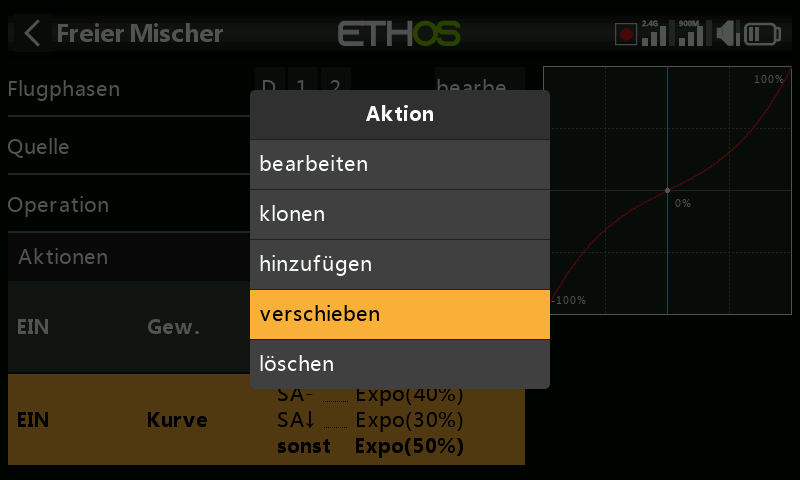 Freier Mischer
ETHOS
2.4G
900M
Flugphasen D 1 2 bearbe
Quelle
Operation
Aktionen
EIN Gew.
EIN Kurve
SA- ..... Expo(40%)
SA↓ ..... Expo(30%)
sonst Expo(50%)
Aktion
bearbeiten
klonen
hinzufügen
verschieben
löschen
100%
0%
-100%